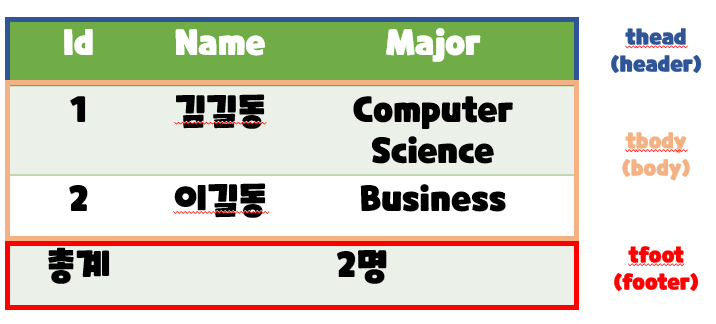 Id Name Major
thead
(header)
1 김길동 Computer
Science
tbody
(body)
2 이길동 Business
총계 2명
tfoot
(footer)